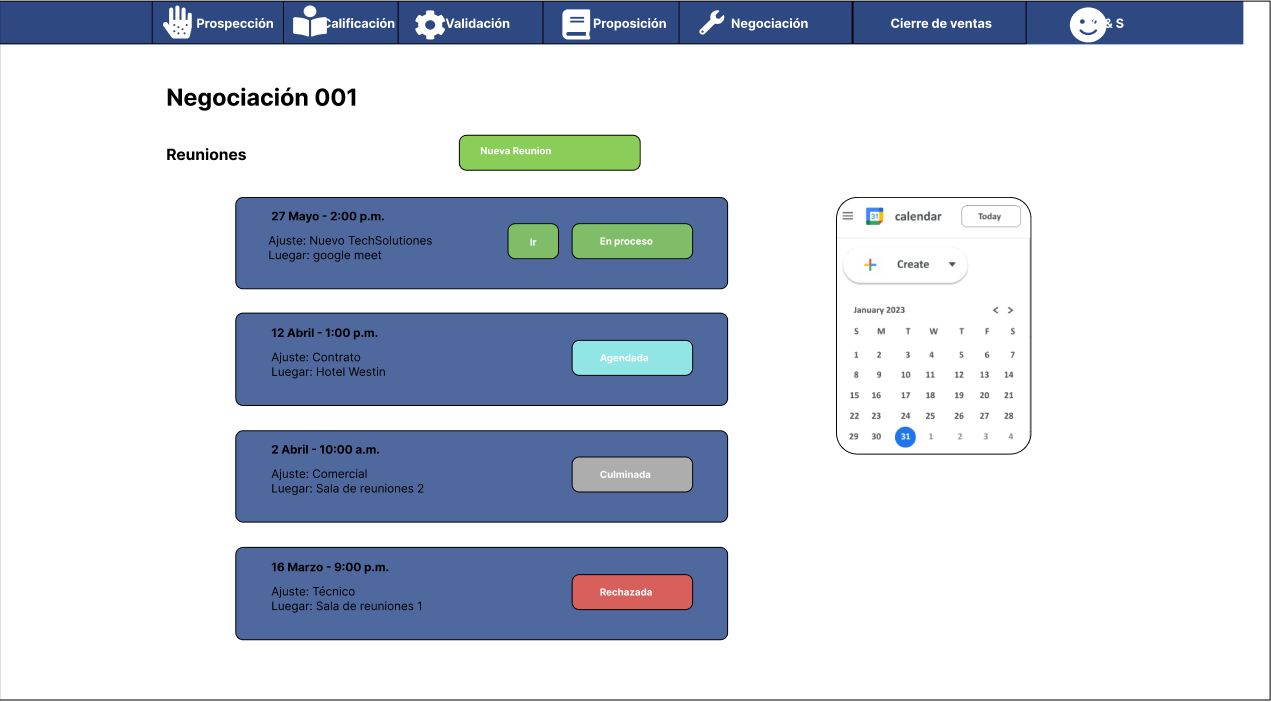 Prospección
Calificación
Validación
Proposición
Negociación
Cierre de ventas
& S
Negociación 001
Reuniones
Nueva Reunion
27 Mayo - 2:00 p.m.
Ajuste: Nuevo TechSolutiones
Luegar: google meet
Ir
En proceso
12 Abril - 1:00 p.m.
Ajuste: Contrato
Luegar: Hotel Westin
Agendada
2 Abril - 10:00 a.m.
Ajuste: Comercial
Luegar: Sala de reuniones 2
Culminada
16 Marzo - 9:00 p.m.
Ajuste: Técnico
Luegar: Sala de reuniones 1
Rechazada
31 calendar Today
Create
January 2023 < >
S M T W T F S
1 2 3 4 5 6 7
8 9 10 11 12 13 14
15 16 17 18 19 20 21
22 23 24 25 26 27 28
29 30 31 1 2 3 4